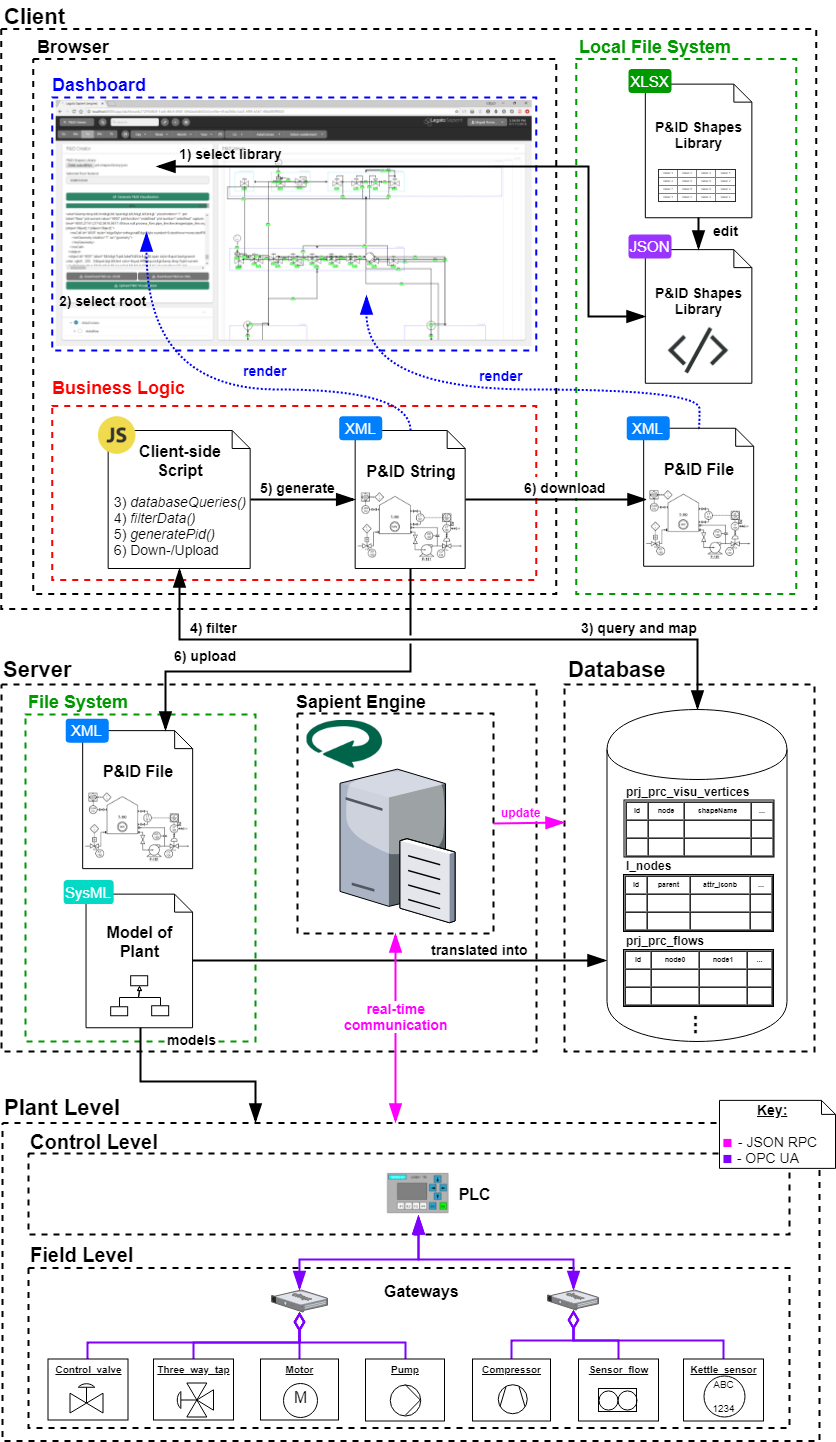 Client
Browser
Local File System
Dashboard
XLSX
P&ID Shapes
Library
1) select library
edit
JSON
P&ID Shapes
Library
2) select root
render
render
Business Logic
JS
Client-side
Script
3) databaseQueries()
4) filterData()
5) generatePid()
6) Down-/Upload
5) generate
XML
P&ID String
6) download
XML
P&ID File
4) filter
3) query and map
6) upload
Server
Database
File System
Sapient Engine
XML
P&ID File
update
prj_prc_visu_vertices
id node shapeName ...
l_nodes
id parent attr_jsonb ...
prj_prc_flows
id node0 node1 ...
SysML
Model of
Plant
translated into
real-time
communication
models
Plant Level
Key:
- JSON RPC
- OPC UA
Control Level
PLC
Field Level
Gateways
Control_valve
Three_way_tap
Motor
M
Pump
Compressor
Sensor_flow
Kettle_sensor
ABC
1234